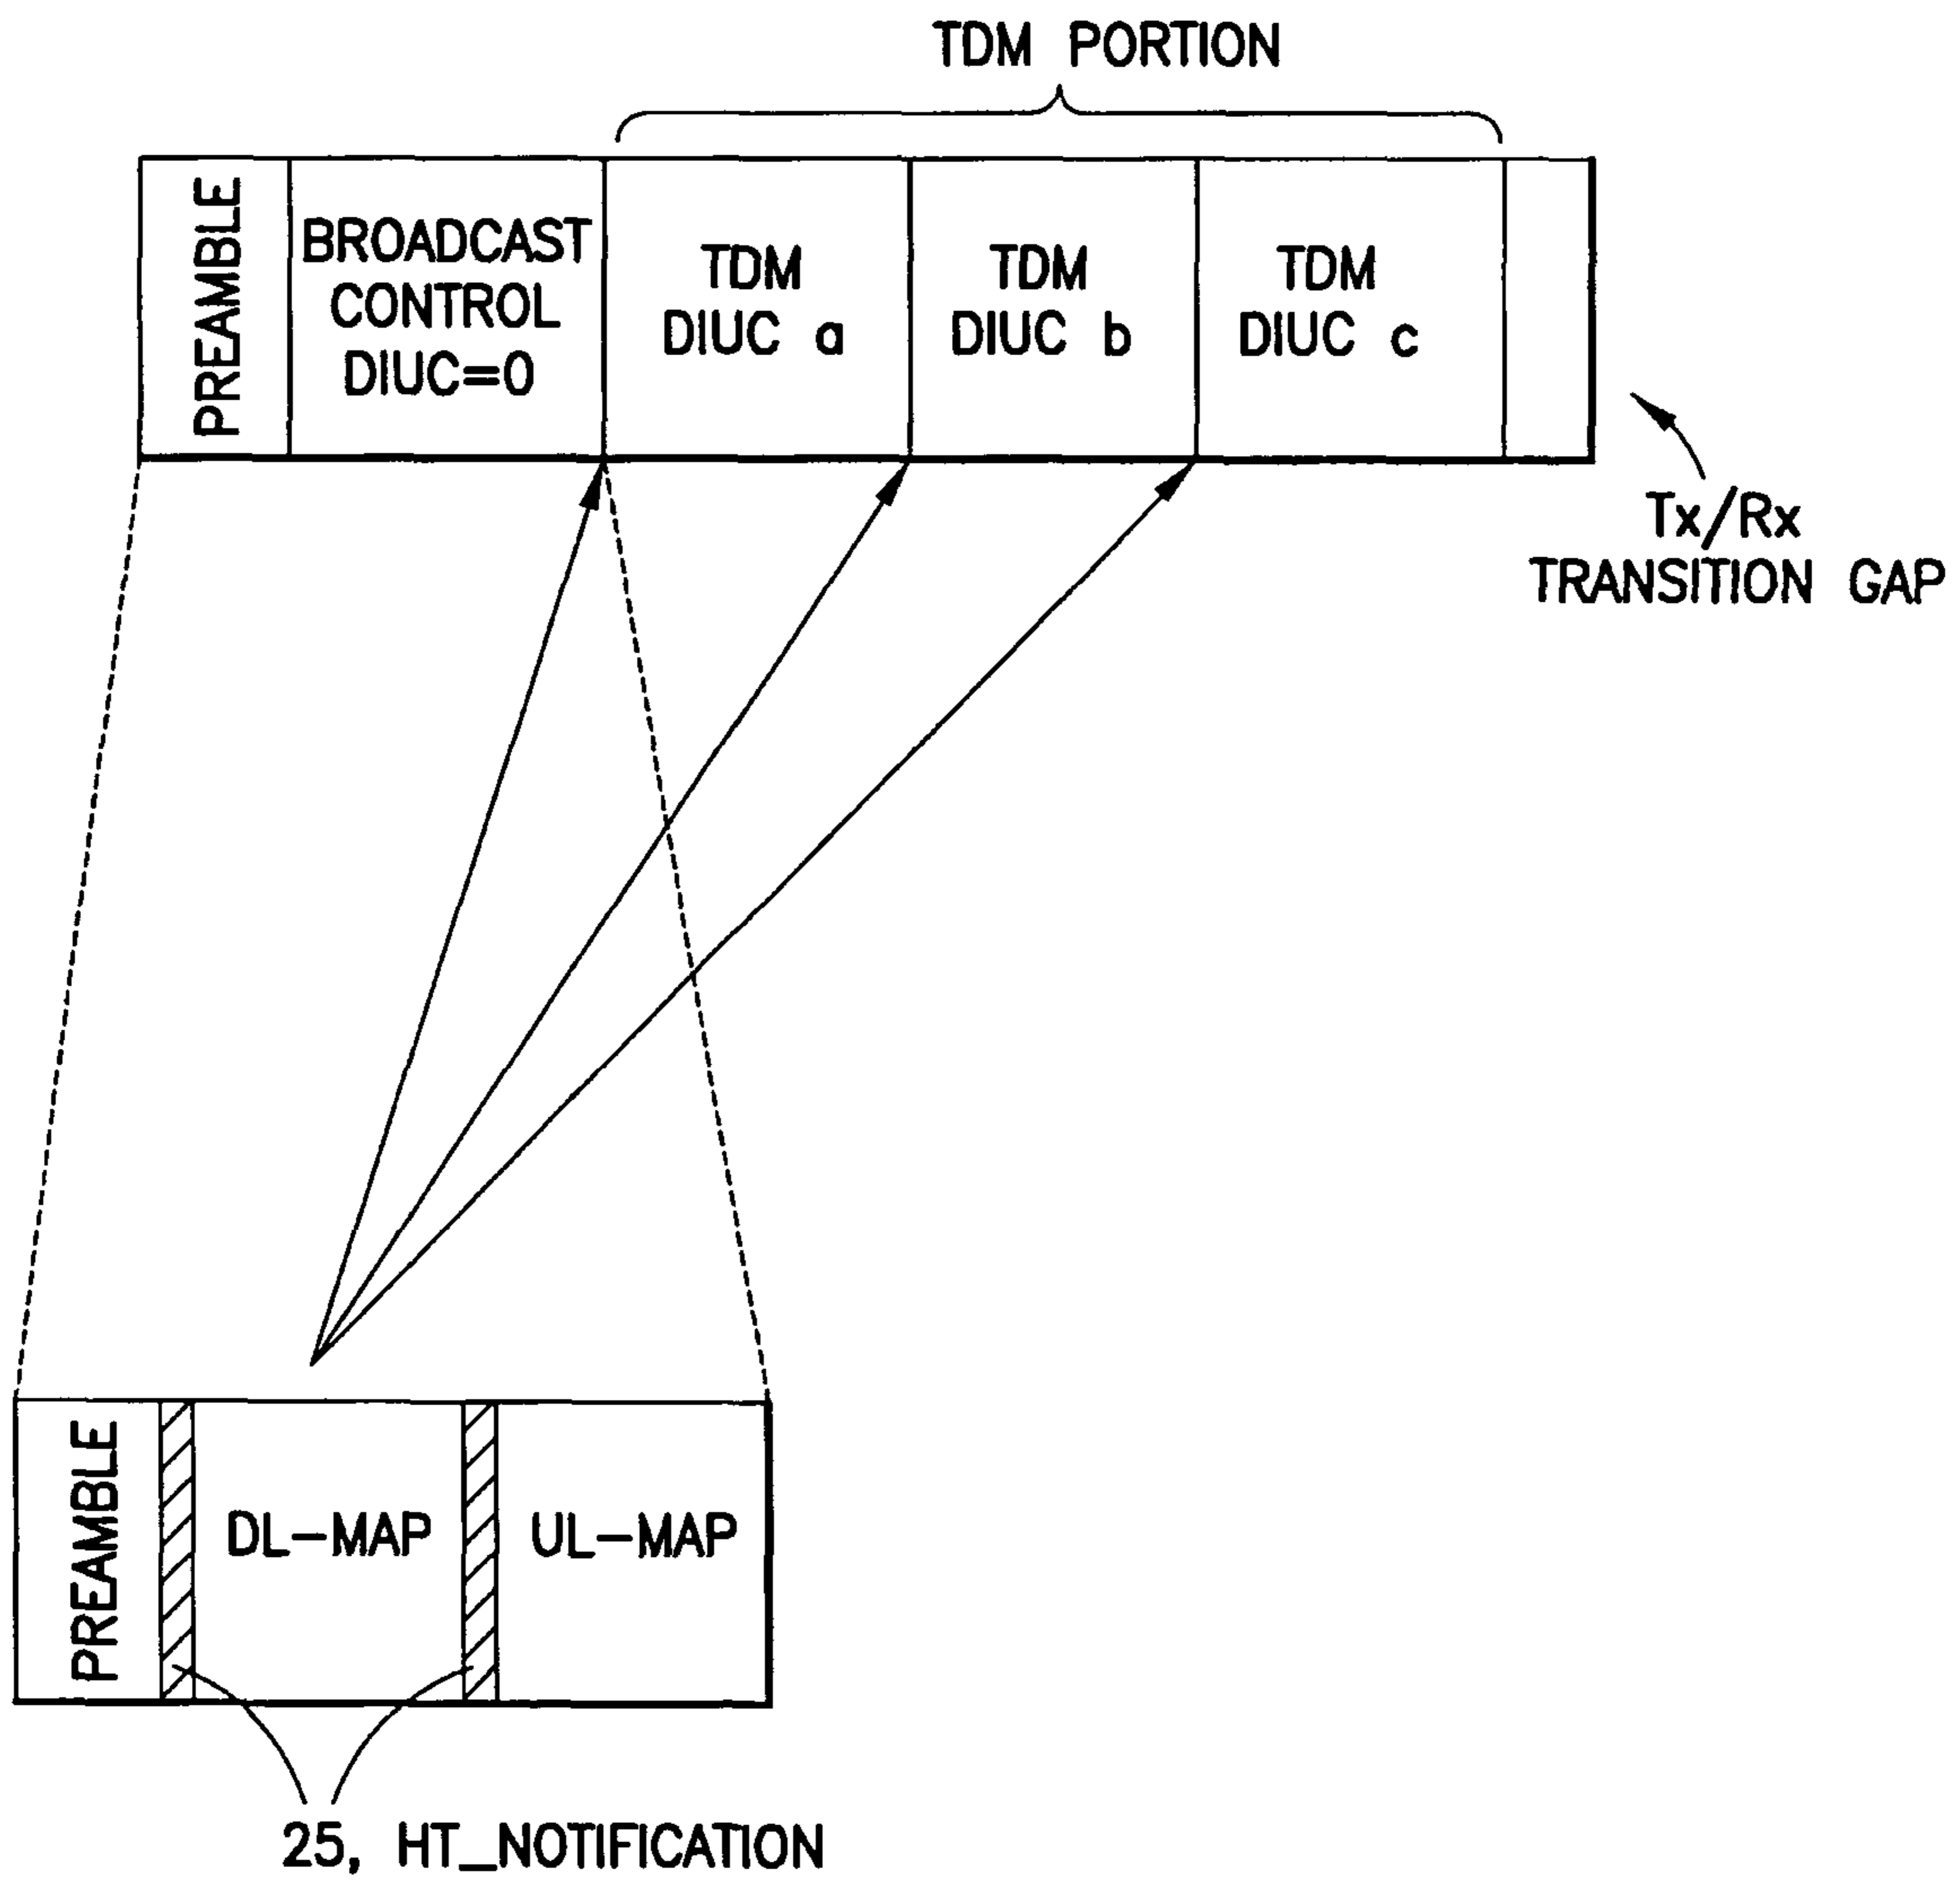 TDM PORTION
PREAMBLE
BROADCAST
CONTROL
DIUC=0
TDM
DIUC a
TDM
DIUC b
TDM
DIUC c
Tx/Rx
TRANSITION GAP
PREAMBLE
DL-MAP
UL-MAP
25, HT_NOTIFICATION